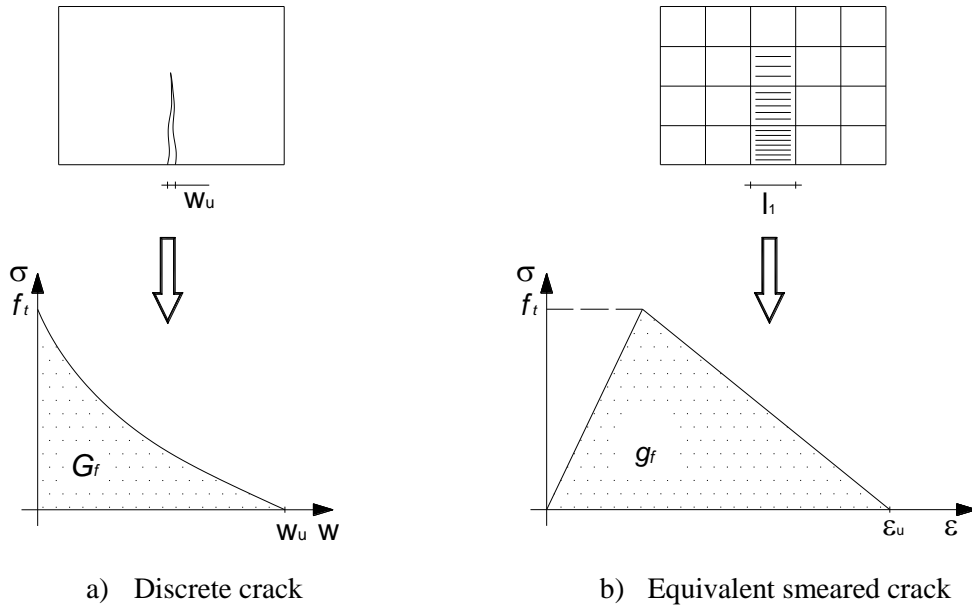 wu
l1
σ
ft
Gf
wu w
σ
ft
gf
εu ε
a) Discrete crack
b) Equivalent smeared crack